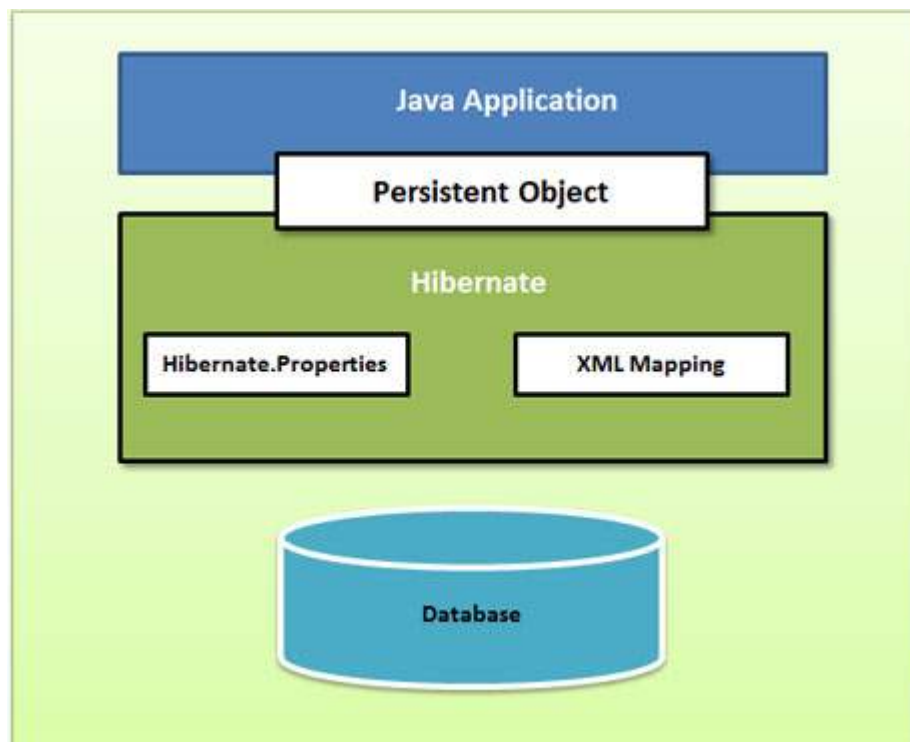 Java Application
Persistent Object
Hibernate
Hibernate.Properties
XML Mapping
Database